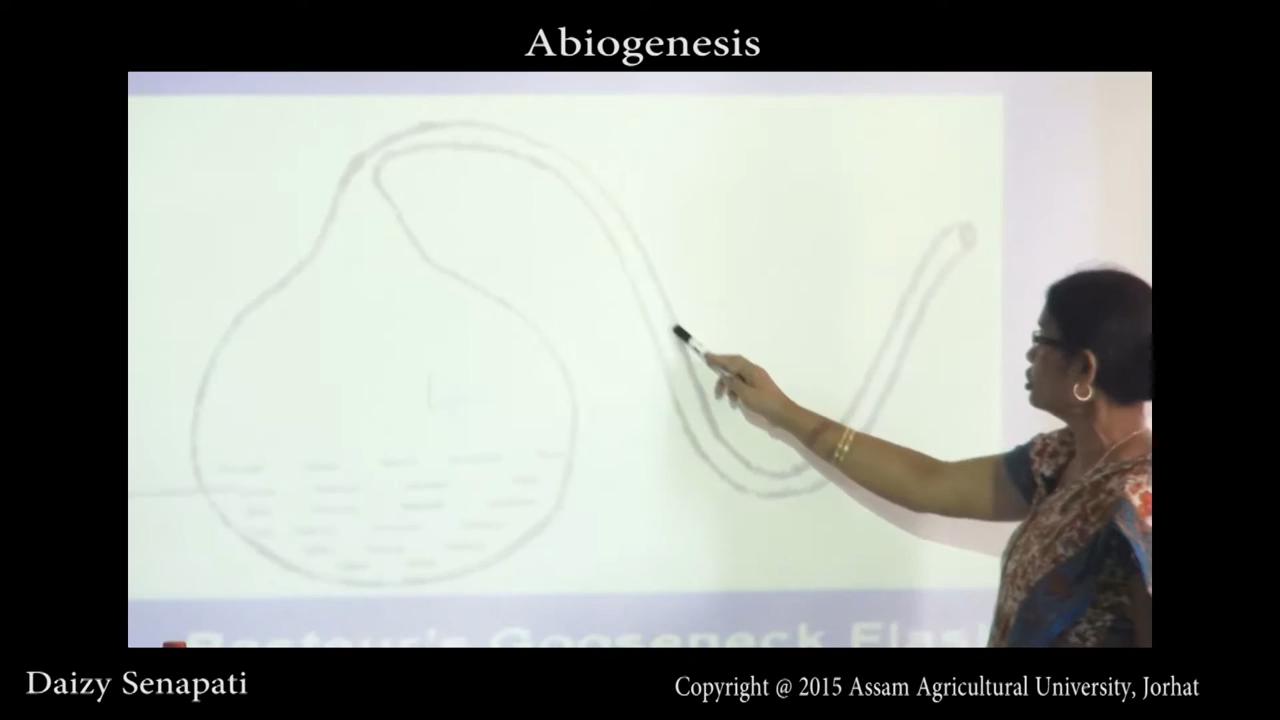 Abiogenesis
Pasteur's Gooseneck Flask
Daizy Senapati
Copyright @ 2015 Assam Agricultural University, Jorhat